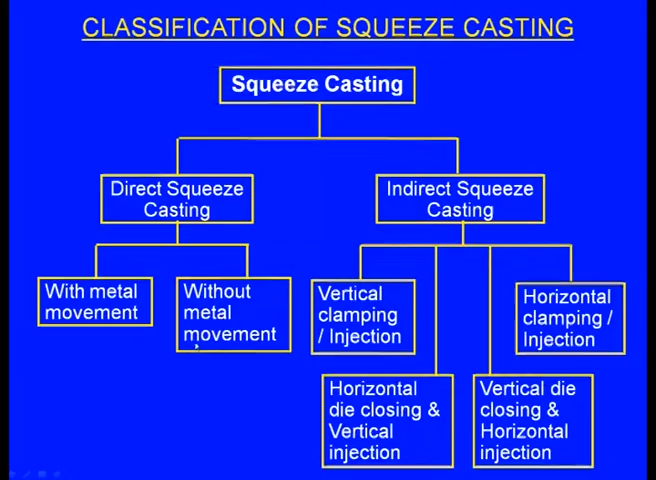 CLASSIFICATION OF SQUEEZE CASTING
Squeeze Casting
Direct Squeeze
Casting
Indirect Squeeze
Casting
With metal
movement
Without
metal
movement
Vertical
clamping
/ Injection
Horizontal
clamping /
Injection
Horizontal
die closing &
Vertical
injection
Vertical die
closing &
Horizontal
injection